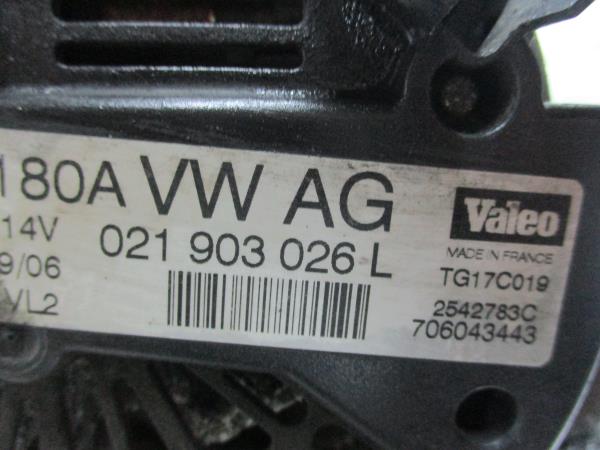 180A VW AG
14V 021 903 026 L
9/06
VL2
Valeo
MADE IN FRANCE
TG17C019
2542783C
706043443